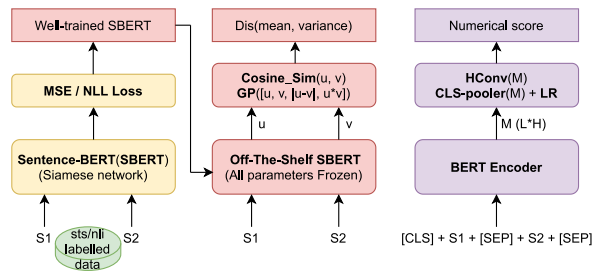 Well-trained SBERT
MSE / NLL Loss
Sentence-BERT(SBERT)
(Siamese network)
S1
sts/nli
labelled
data
S2
Dis(mean, variance)
Cosine_Sim(u, v)
GP([u, v, |u-v|, u*v])
u
v
Off-The-Shelf SBERT
(All parameters Frozen)
S1
S2
Numerical score
HConv(M)
CLS-pooler(M) + LR
M (L*H)
BERT Encoder
[CLS] + S1 + [SEP] + S2 + [SEP]